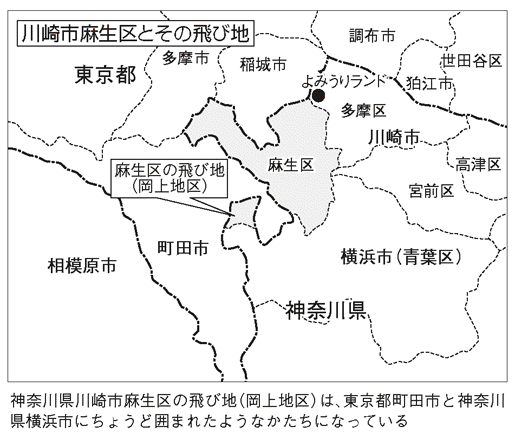 川崎市麻生区とその飛び地
調布市
世田谷区
多摩市
稲城市
東京都
よみうりランド
狛江市
多摩区
川崎市
麻生区
高津区
麻生区の飛び地
(岡上地区)
宮前区
町田市
横浜市(青葉区)
相模原市
神奈川県
神奈川県川崎市麻生区の飛び地(岡上地区)は、東京都町田市と神奈川
県横浜市にちょうど囲まれたようなかたちになっている